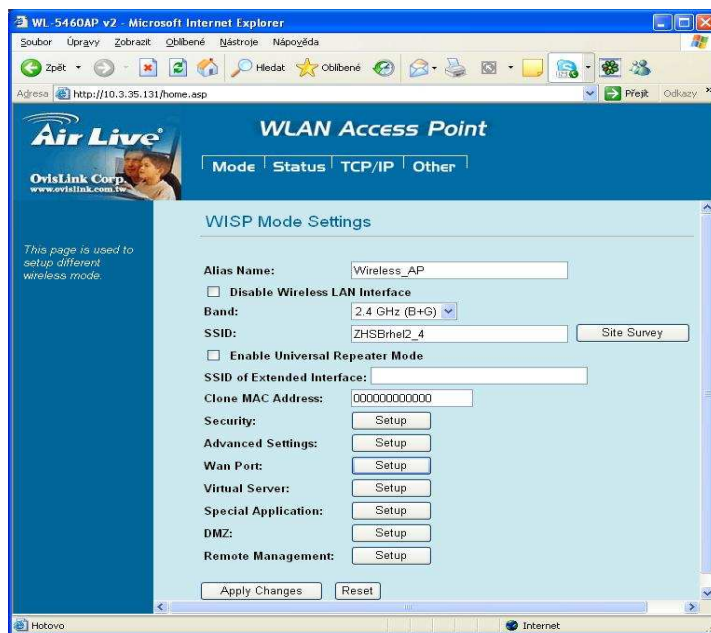 WL-5460AP v2 - Microsoft Internet Explorer
Soubor Úpravy Zobrazit Oblíbené Nástroje Nápověda
Zpět Hledat Oblíbené
Adresa http://10.3.35.131/home.asp Přejít Odkazy »
Air Live®
OvisLink Corp.
www.ovislink.com.tw
WLAN Access Point
Mode Status TCP/IP Other
This page is used to
setup different
wireless mode.
WISP Mode Settings
Alias Name: Wireless_AP
Disable Wireless LAN Interface
Band: 2.4 GHz (B+G)
SSID: ZHSBrhel2_4 Site Survey
Enable Universal Repeater Mode
SSID of Extended Interface:
Clone MAC Address: 000000000000
Security: Setup
Advanced Settings: Setup
Wan Port: Setup
Virtual Server: Setup
Special Application: Setup
DMZ: Setup
Remote Management: Setup
Apply Changes Reset
Hotovo Internet